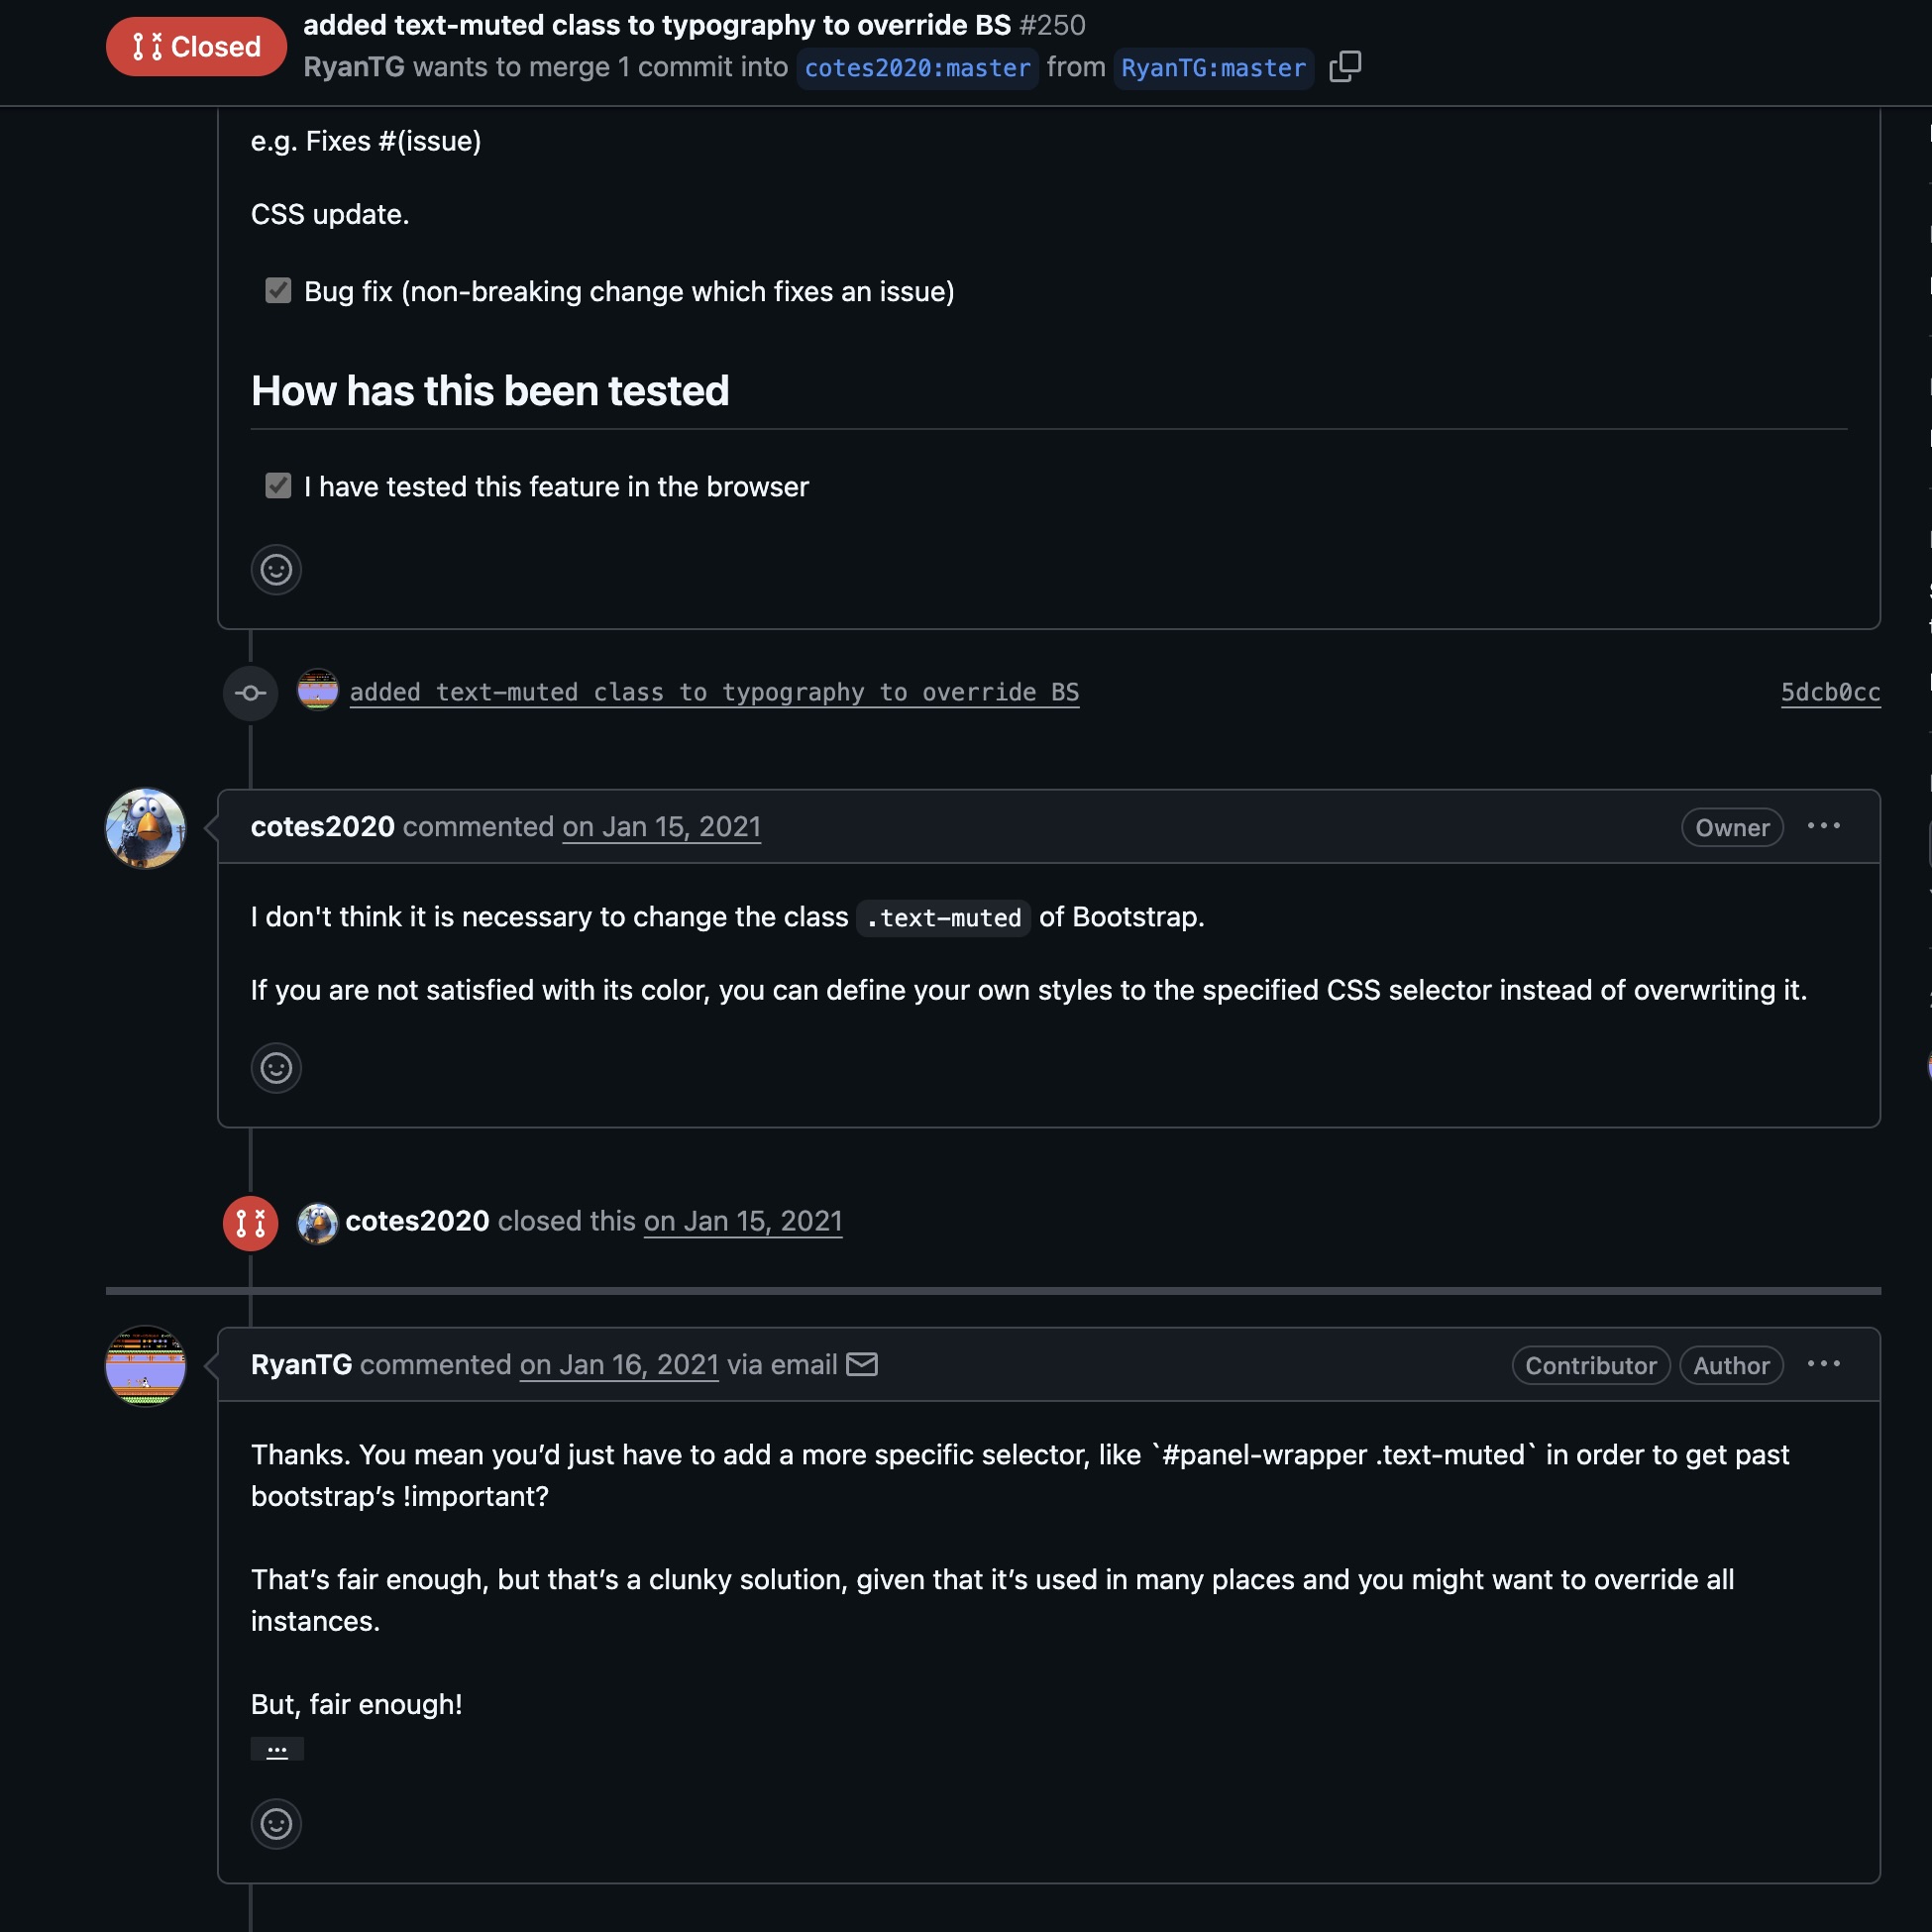 Closed
added text-muted class to typography to override BS #250
RyanTG wants to merge 1 commit into cotes2020:master from RyanTG:master
e.g. Fixes #(issue)
CSS update.
Bug fix (non-breaking change which fixes an issue)
How has this been tested
I have tested this feature in the browser
added text-muted class to typography to override BS 5dcb0cc
cotes2020 commented on Jan 15, 2021 Owner ...
I don't think it is necessary to change the class .text-muted of Bootstrap.
If you are not satisfied with its color, you can define your own styles to the specified CSS selector instead of overwriting it.
cotes2020 closed this on Jan 15, 2021
RyanTG commented on Jan 16, 2021 via email Contributor Author ...
Thanks. You mean you’d just have to add a more specific selector, like `#panel-wrapper .text-muted` in order to get past
bootstrap’s !important?
That’s fair enough, but that’s a clunky solution, given that it’s used in many places and you might want to override all
instances.
But, fair enough!
...